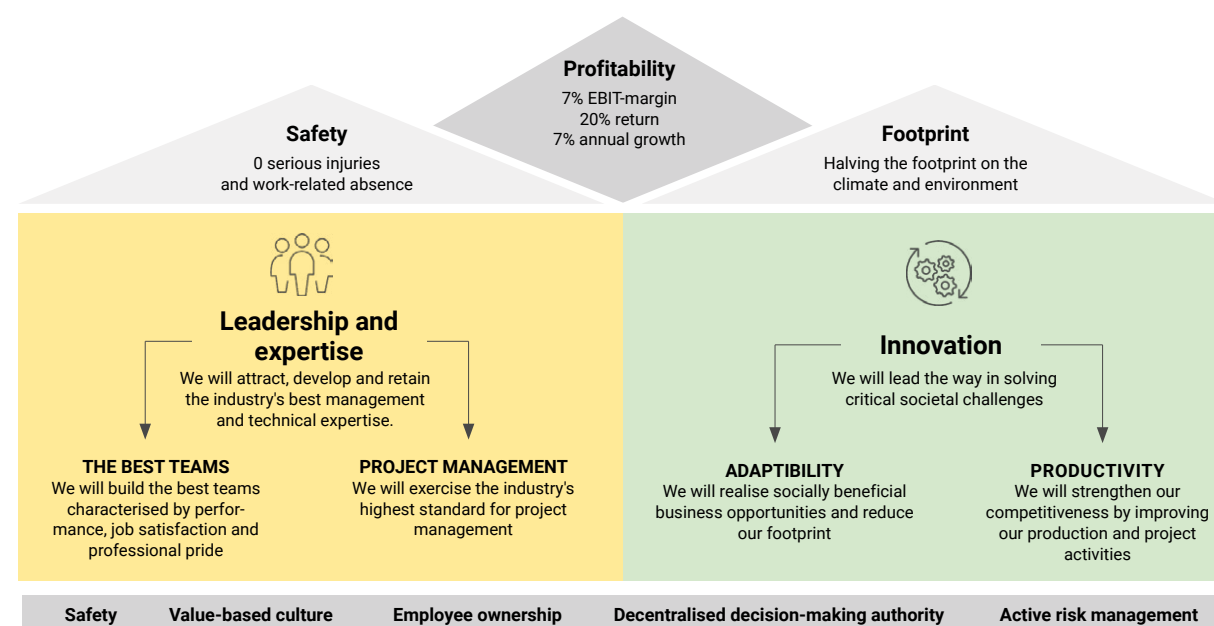 Profitability
7% EBIT-margin
20% return
7% annual growth
Safety
0 serious injuries
and work-related absence
Footprint
Halving the footprint on the
climate and environment
Leadership and
expertise
We will attract, develop and retain
the industry's best management
and technical expertise.
THE BEST TEAMS
We will build the best teams
characterised by perfor-
mance, job satisfaction and
professional pride
PROJECT MANAGEMENT
We will exercise the industry's
highest standard for project
management
Innovation
We will lead the way in solving
critical societal challenges
ADAPTIBILITY
We will realise socially beneficial
business opportunities and reduce
our footprint
PRODUCTIVITY
We will strengthen our
competitiveness by improving
our production and project
activities
Safety Value-based culture Employee ownership Decentralised decision-making authority Active risk management